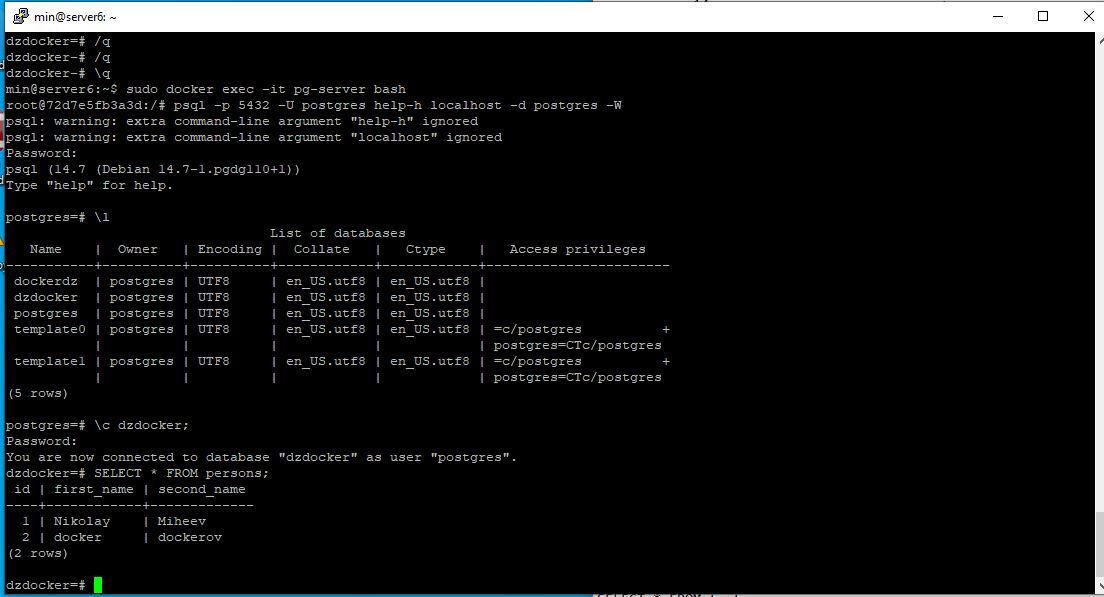 min@server6: ~
dzdocker=# /q
dzdocker-# /q
dzdocker-# \q
min@server6:~$ sudo docker exec -it pg-server bash
root@72d7e5fb3a3d:/# psql -p 5432 -U postgres help-h localhost -d postgres -W
psql: warning: extra command-line argument "help-h" ignored
psql: warning: extra command-line argument "localhost" ignored
Password:
psql (14.7 (Debian 14.7-1.pgdg110+1))
Type "help" for help.
postgres=# \l
List of databases
Name | Owner | Encoding | Collate | Ctype | Access privileges
-----------+----------+----------+------------+------------+-----------------------
dockerdz | postgres | UTF8 | en_US.utf8 | en_US.utf8 |
dzdocker | postgres | UTF8 | en_US.utf8 | en_US.utf8 |
postgres | postgres | UTF8 | en_US.utf8 | en_US.utf8 |
template0 | postgres | UTF8 | en_US.utf8 | en_US.utf8 | =c/postgres +
| | | | | postgres=CTc/postgres
template1 | postgres | UTF8 | en_US.utf8 | en_US.utf8 | =c/postgres +
| | | | | postgres=CTc/postgres
(5 rows)
postgres=# \c dzdocker;
Password:
You are now connected to database "dzdocker" as user "postgres".
dzdocker=# SELECT * FROM persons;
id | first_name | second_name
----+------------+-------------
1 | Nikolay | Miheev
2 | docker | dockerov
(2 rows)
dzdocker=#